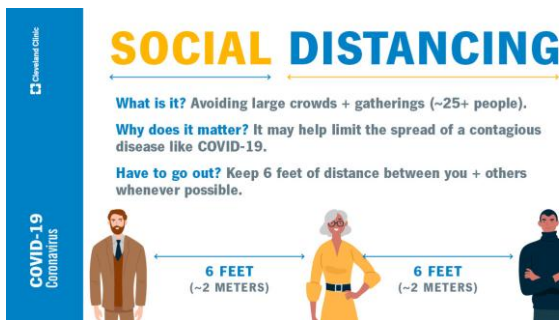 Cleveland Clinic
COVID-19
Coronavirus
SOCIAL DISTANCING
What is it? Avoiding large crowds + gatherings (~25+ people).
Why does it matter? It may help limit the spread of a contagious
disease like COVID-19.
Have to go out? Keep 6 feet of distance between you + others
whenever possible.
6 FEET
(~2 METERS)
6 FEET
(~2 METERS)